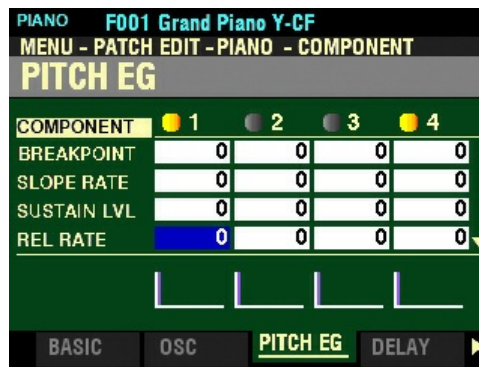 PIANO F001 Grand Piano Y-CF
MENU - PATCH EDIT - PIANO - COMPONENT
PITCH EG
COMPONENT 1 2 3 4
BREAKPOINT 0 0 0 0
SLOPE RATE 0 0 0 0
SUSTAIN LVL 0 0 0 0
REL RATE 0 0 0 0
BASIC OSC PITCH EG DELAY